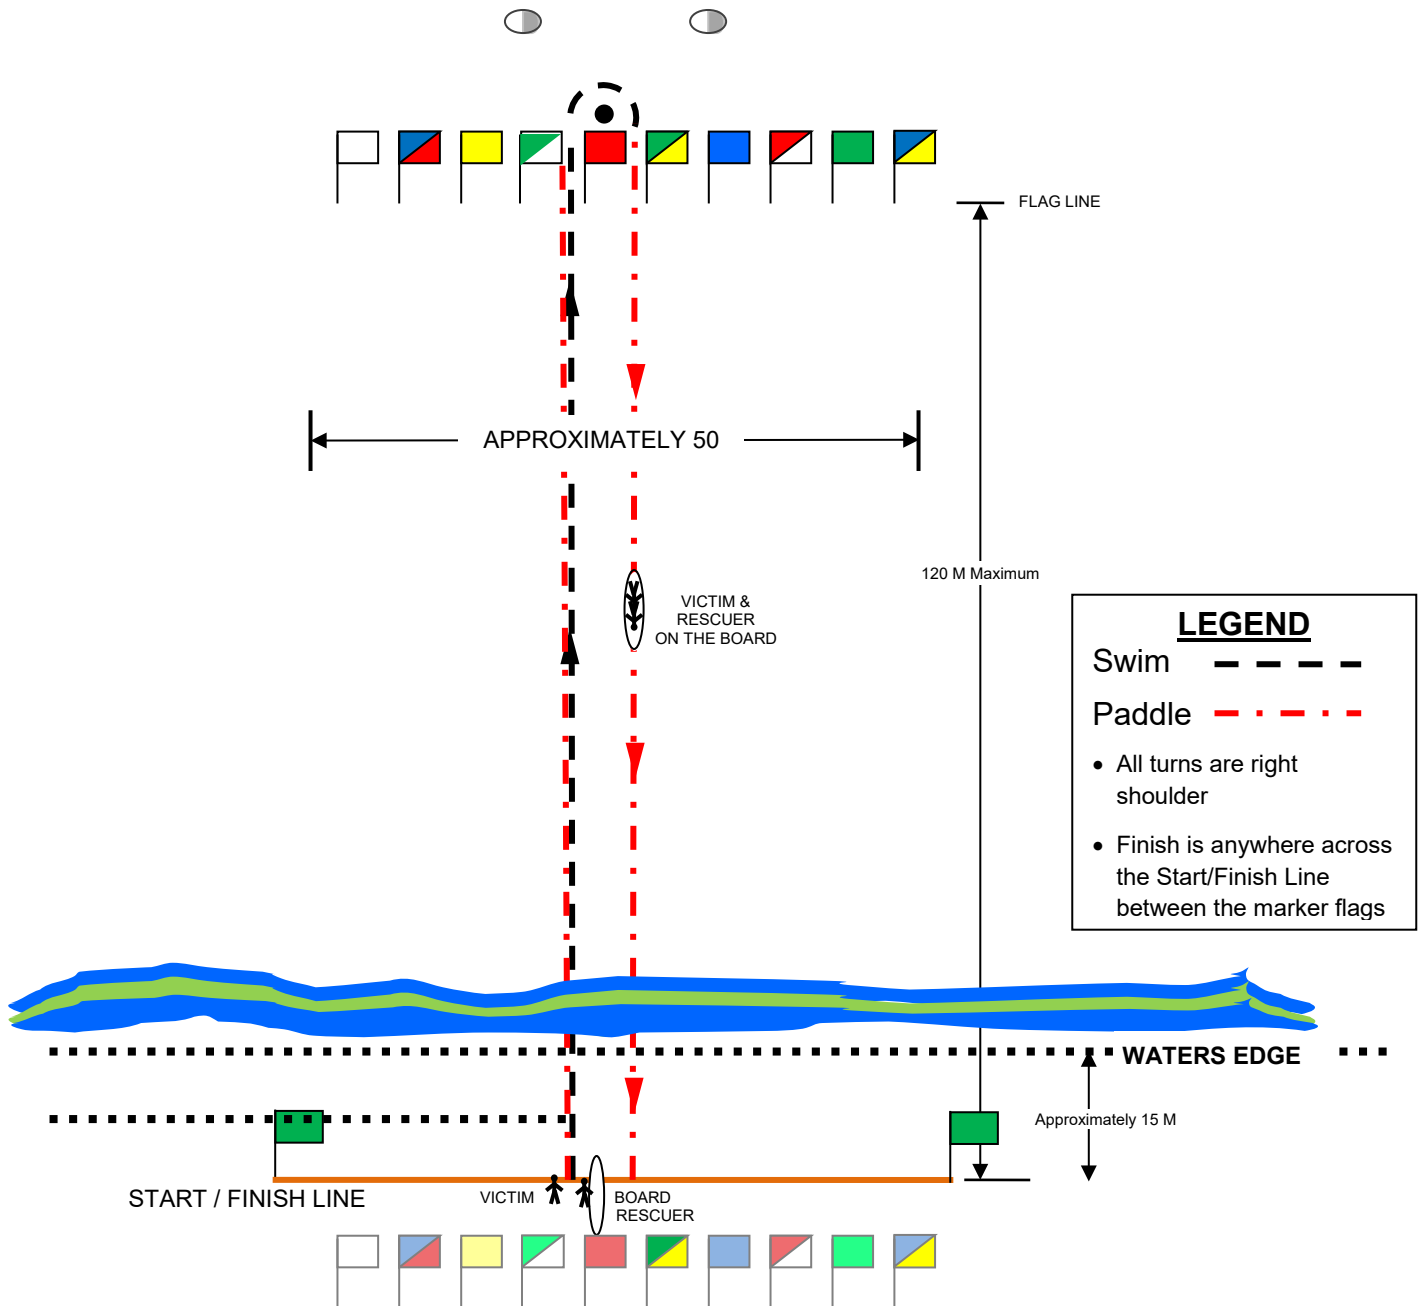 FLAG LINE
APPROXIMATELY 50
120 M Maximum
VICTIM &
RESCUER
ON THE BOARD
LEGEND
Swim
Paddle
• All turns are right
shoulder
• Finish is anywhere across
the Start/Finish Line
between the marker flags
WATERS EDGE
Approximately 15 M
START / FINISH LINE
VICTIM
BOARD
RESCUER